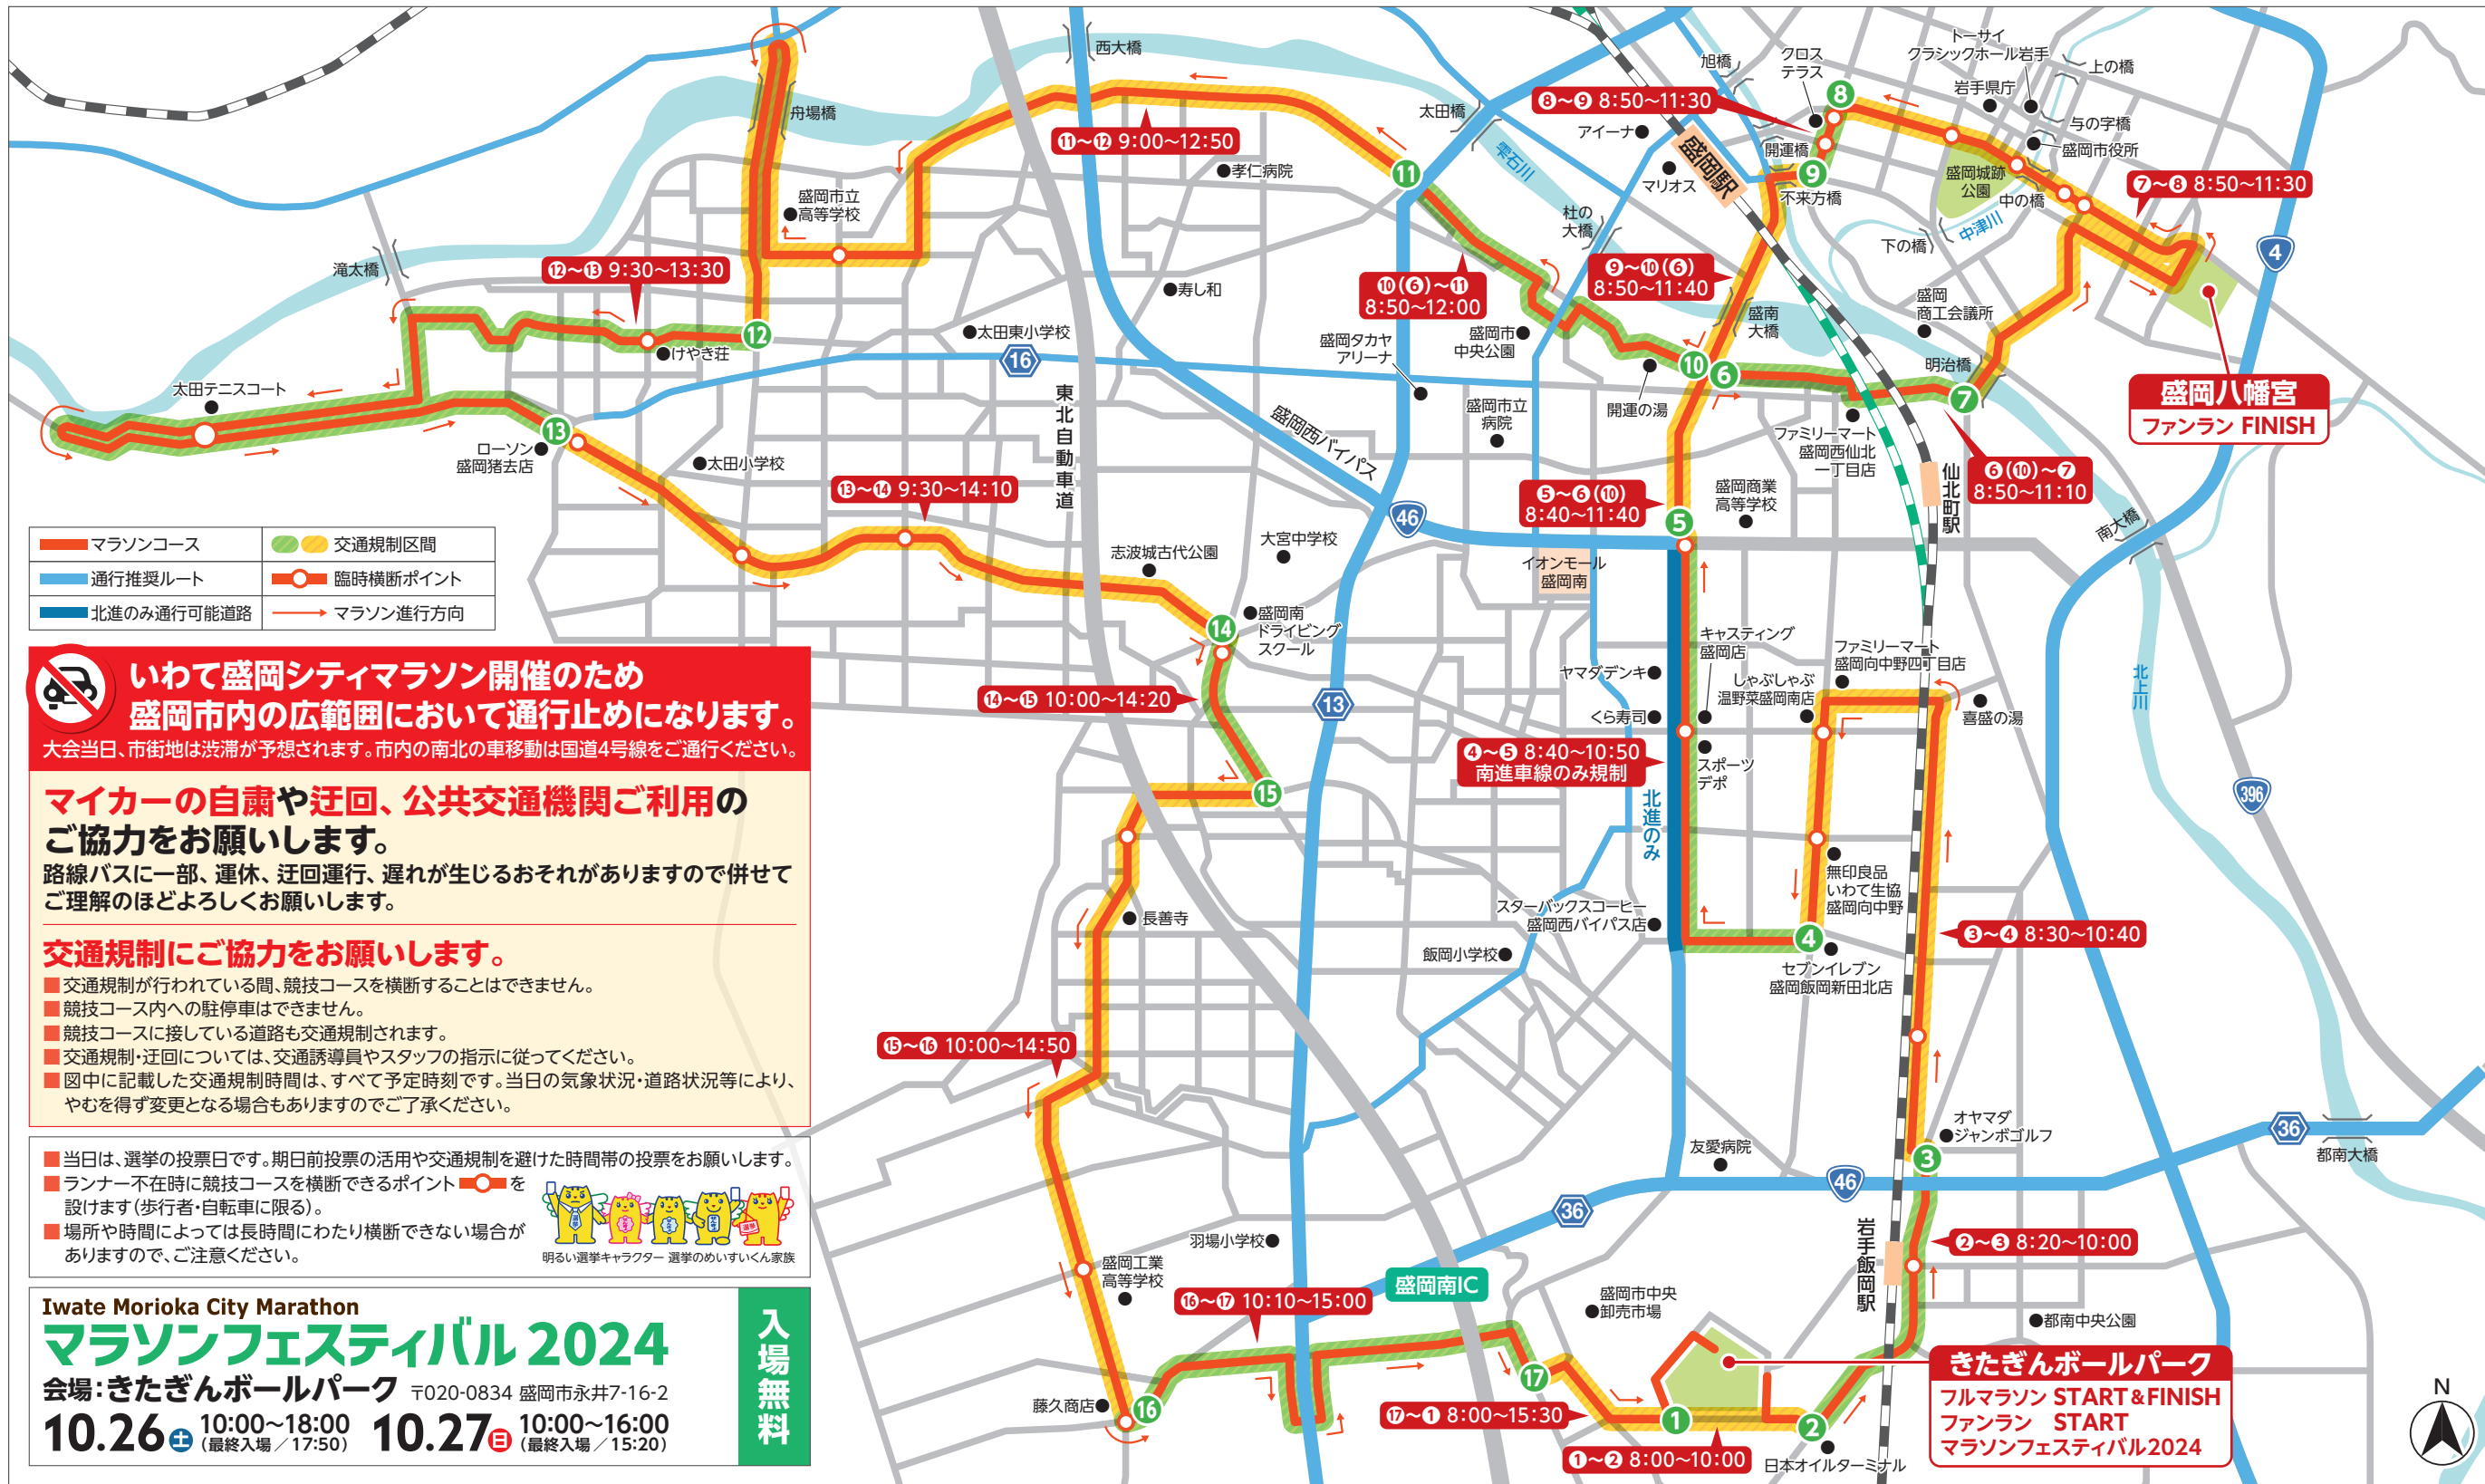 西大橋
舟場橋
⑪～⑫ 9:00～12:50
孝仁病院
太田橋
雫石川
旭橋
クロス
テラス
トーサイ
クラシックホール岩手
上の橋
岩手県庁
与の字橋
盛岡市役所
⑧～⑨ 8:50～11:30
8
アイーナ
マリオス
盛岡駅
開運橋
9
不来方橋
盛岡城跡
公園
中の橋
⑦～⑧ 8:50～11:30
中津川
下の橋
4
11
杜の
大橋
盛岡市立
高等学校
滝太橋
⑫～⑬ 9:30～13:30
寿し和
⑩(⑥)～⑪
8:50～12:00
⑨～⑩(⑥)
8:50～11:40
盛南
大橋
盛岡
商工会議所
明治橋
12
けやき荘
太田東小学校
16
盛岡タカヤ
アリーナ
盛岡市
中央公園
10
6
7
開運の湯
盛岡八幡宮
ファンラン FINISH
太田テニスコート
13
ローソン
盛岡猪去店
太田小学校
東北自動車道
盛岡西バイパス
盛岡市立
病院
ファミリーマート
盛岡西仙北
一丁目店
仙北町駅
⑥(⑩)～⑦
8:50～11:10
⑬～⑭ 9:30～14:10
⑤～⑥(⑩)
8:40～11:40
盛岡商業
高等学校
5
46
南大橋
志波城古代公園
大宮中学校
イオンモール
盛岡南
マラソンコース
交通規制区間
通行推奨ルート
臨時横断ポイント
北進のみ通行可能道路
マラソン進行方向
14
盛岡南
ドライビング
スクール
キャスティング
盛岡店
ヤマダデンキ
しゃぶしゃぶ
温野菜盛岡南店
ファミリーマート
盛岡向中野四丁目店
喜盛の湯
北上川
⑭～⑮ 10:00～14:20
13
くら寿司
④～⑤ 8:40～10:50
南進車線のみ規制
スポーツ
デポ
北進のみ
396
15
無印良品
いわて生協
盛岡向中野
長善寺
スターバックスコーヒー
盛岡西バイパス店
飯岡小学校
4
セブンイレブン
盛岡飯岡新田北店
③～④ 8:30～10:40
いわて盛岡シティマラソン開催のため
盛岡市内の広範囲において通行止めになります。
大会当日、市街地は渋滞が予想されます。市内の南北の車移動は国道4号線をご通行ください。
マイカーの自粛や迂回、公共交通機関ご利用の
ご協力をお願いします。
路線バスに一部、運休、迂回運行、遅れが生じるおそれがありますので併せて
ご理解のほどよろしくお願いします。
交通規制にご協力をお願いします。
■交通規制が行われている間、競技コースを横断することはできません。
■競技コース内への駐停車はできません。
■競技コースに接している道路も交通規制されます。
■交通規制・迂回については、交通誘導員やスタッフの指示に従ってください。
■図中に記載した交通規制時間は、すべて予定時刻です。当日の気象状況・道路状況等により、
やむを得ず変更となる場合もありますのでご了承ください。
⑮～⑯ 10:00～14:50
オヤマダ
ジャンボゴルフ
3
友愛病院
46
36
都南大橋
36
■当日は、選挙の投票日です。期日前投票の活用や交通規制を避けた時間帯の投票をお願いします。
■ランナー不在時に競技コースを横断できるポイント を
設けます(歩行者・自転車に限る)。
■場所や時間によっては長時間にわたり横断できない場合が
ありますので、ご注意ください。
明るい選挙キャラクター 選挙のめいすいくん家族
羽場小学校
盛岡工業
高等学校
盛岡南IC
岩手飯岡駅
②～③ 8:20～10:00
⑯～⑰ 10:10～15:00
盛岡市中央
卸売市場
都南中央公園
Iwate Morioka City Marathon
マラソンフェスティバル 2024
会場：きたぎんボールパーク 〒020-0834 盛岡市永井7-16-2
10.26 土 10:00～18:00
(最終入場／17:50)
10.27 日 10:00～16:00
(最終入場／15:20)
入場無料
藤久商店
16
17
⑰～① 8:00～15:30
1
2
①～② 8:00～10:00
日本オイルターミナル
きたぎんボールパーク
フルマラソン START＆FINISH
ファンラン START
マラソンフェスティバル2024
N